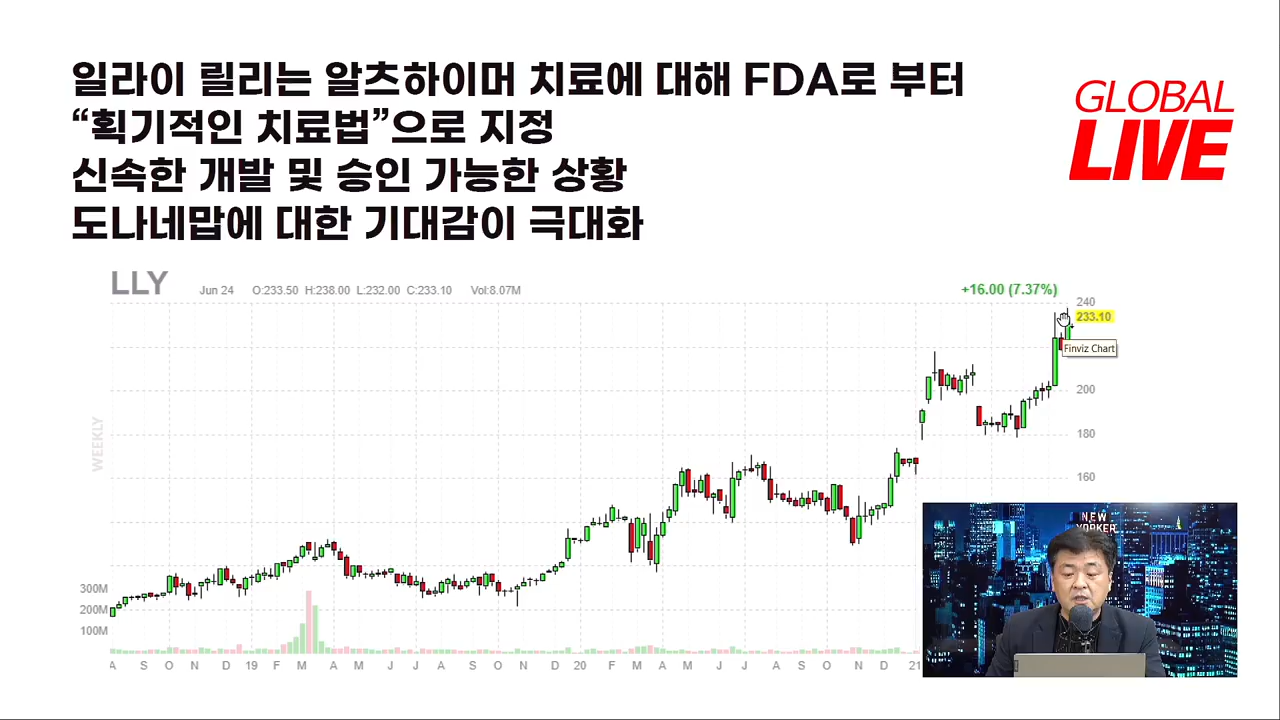 일라이 릴리는 알츠하이머 치료에 대해 FDA로 부터
“획기적인 치료법”으로 지정
신속한 개발 및 승인 가능한 상황
도나네맙에 대한 기대감이 극대화
GLOBAL
LIVE
LLY Jun 24 O:233.50 H:238.00 L:232.00 C:233.10 Vol:8.07M +16.00 (7.37%)
240
233.10
Finviz Chart
200
180
160
WEEKLY
300M
200M
100M
A S O N D 19 F M A M J J A S O N D 20 F M A M J J A S O N D 21
NEW
YORKER